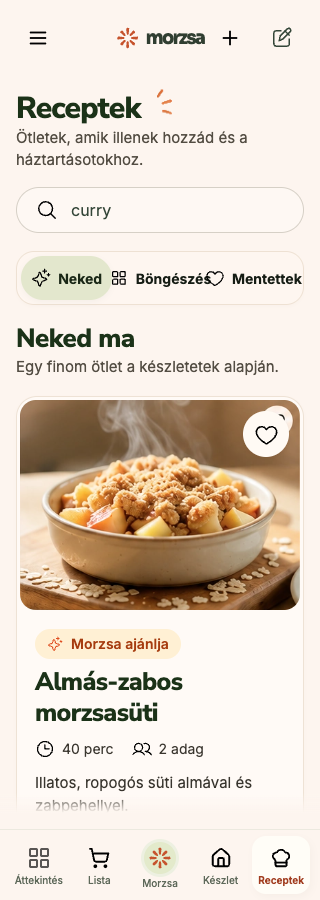 morzsa
Receptek
Ötletek, amik illenek hozzád és a
háztartásotokhoz.
curry
Neked Böngészés Mentettek
Neked ma
Egy finom ötlet a készletetek alapján.
Morzsa ajánlja
Almás-zabos
morzsasüti
40 perc 2 adag
Illatos, ropogós süti almával és
zabpehellyel.
Áttekintés Lista Morzsa Készlet Receptek